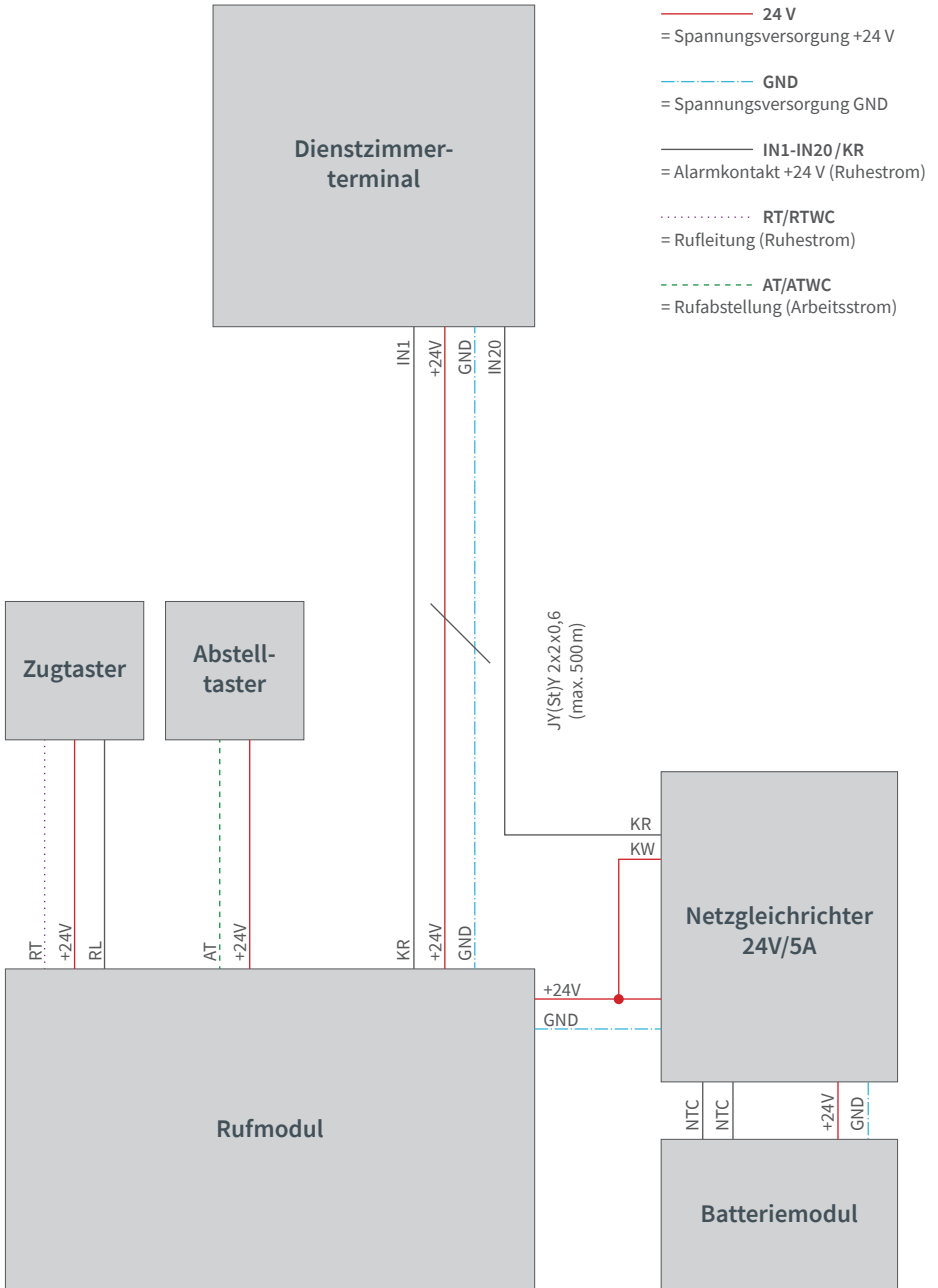 24 V
= Spannungsversorgung +24 V
GND
= Spannungsversorgung GND
IN1-IN20/KR
= Alarmkontakt +24 V (Ruhestrom)
RT/RTWC
= Rufleitung (Ruhestrom)
AT/ATWC
= Rufabstellung (Arbeitsstrom)
Dienstzimmer-
terminal
IN1
+24V
GND
IN20
JY(St)Y 2x2x0,6
(max. 500m)
Zugtaster
Abstell-
taster
RT
+24V
RL
AT
+24V
KR
+24V
GND
KR
KW
Netzgleichrichter
24V/5A
+24V
GND
Rufmodul
NTC
NTC
+24V
GND
Batteriemodul